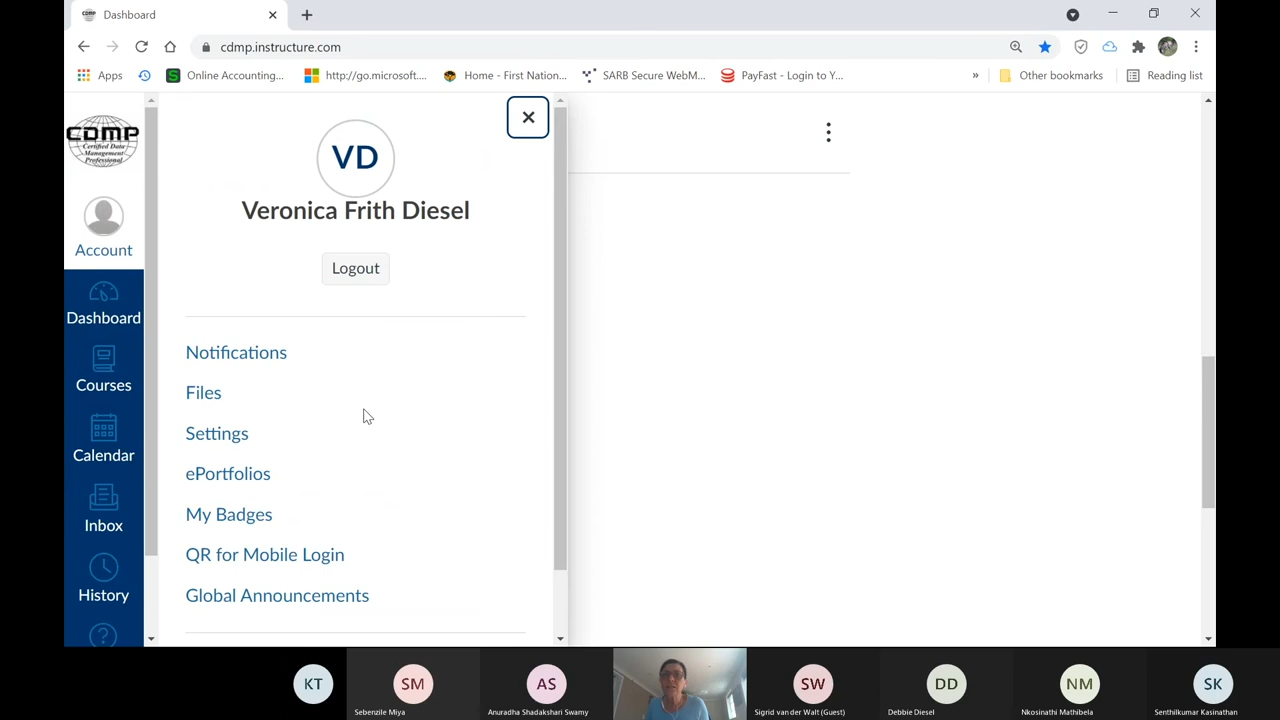 Dashboard
cdmp.instructure.com
Apps
Online Accounting...
http://go.microsoft....
Home - First Nation...
SARB Secure WebM...
PayFast - Login to Y...
»
Other bookmarks
Reading list
CDMP
Certified Data
Management
Professional
Account
Dashboard
Courses
Calendar
Inbox
History
VD
Veronica Frith Diesel
Logout
Notifications
Files
Settings
ePortfolios
My Badges
QR for Mobile Login
Global Announcements
KT
SM
Sebenzile Miya
AS
Anuradha Shadakshari Swamy
SW
Sigrid van der Walt (Guest)
DD
Debbie Diesel
NM
Nkosinathi Mathibela
SK
Senthilkumar Kasinathan